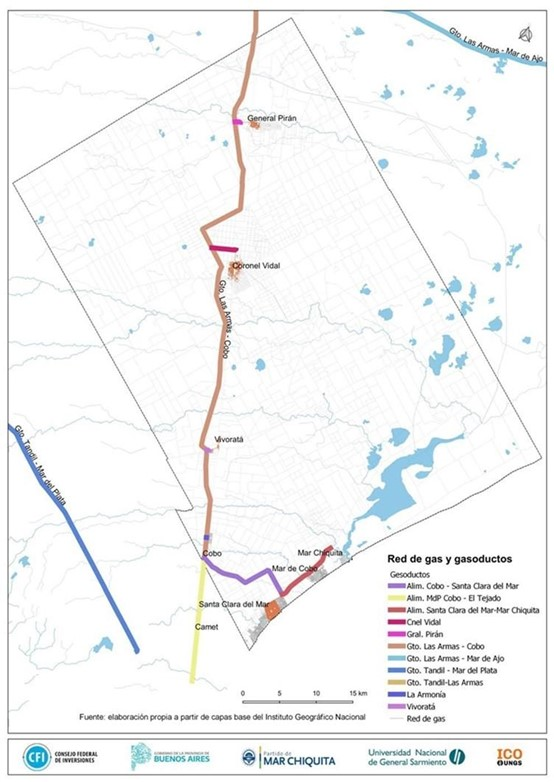 Gto. Las Armas - Mar de Ajo
General Pirán
Coronel Vidal
Gto. Las Armas - Cobo
Vivoratá
Gto. Tandil - Mar del Plata
Cobo
Mar Chiquita
Mar de Cobo
Santa Clara del Mar
Camet
Red de gas y gasoductos
Gesoductos
Alim. Cobo - Santa Clara del Mar
Alim. MdP Cobo - El Tejado
Alim. Santa Clara del Mar-Mar Chiquita
Cnel Vidal
Gral. Pirán
Gto. Las Armas - Cobo
Gto. Las Armas - Mar de Ajo
Gto. Tandil - Mar del Plata
Gto. Tandil-Las Armas
La Armonía
Vivoratá
Red de gas
0 5 10 15 km
Fuente: elaboración propia a partir de capas base del Instituto Geográfico Nacional
CFI
CONSEJO FEDERAL
DE INVERSIONES
GOBIERNO DE LA PROVINCIA DE
BUENOS AIRES
Partido de
MAR CHIQUITA
Universidad Nacional
de General Sarmiento
ICO
UNGS